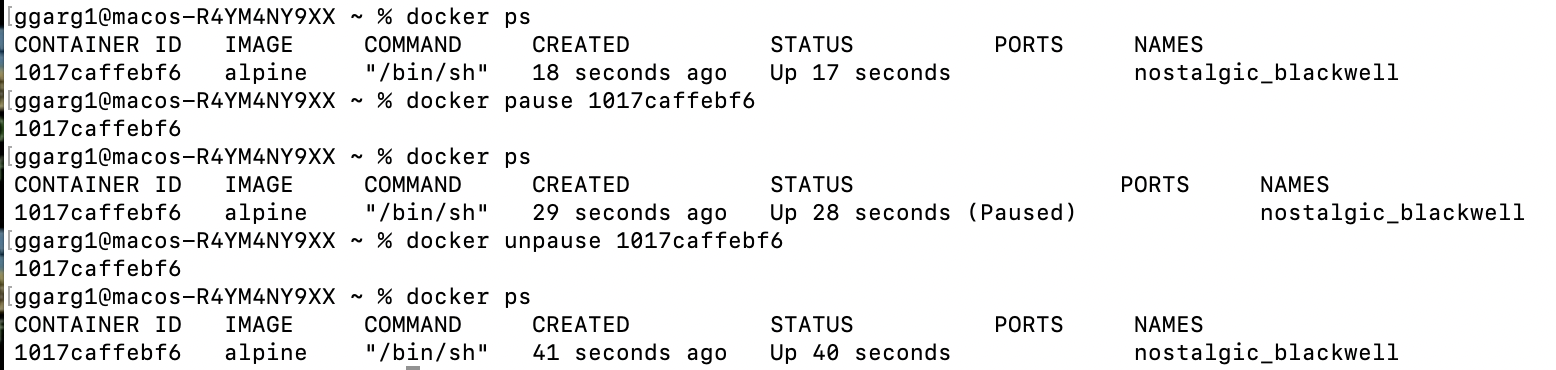 [ggarg1@macos-R4YM4NY9XX ~ % docker ps
CONTAINER ID   IMAGE     COMMAND     CREATED          STATUS          PORTS     NAMES
1017caffebf6   alpine    "/bin/sh"   18 seconds ago   Up 17 seconds             nostalgic_blackwell
[ggarg1@macos-R4YM4NY9XX ~ % docker pause 1017caffebf6
1017caffebf6
[ggarg1@macos-R4YM4NY9XX ~ % docker ps
CONTAINER ID   IMAGE     COMMAND     CREATED          STATUS                   PORTS     NAMES
1017caffebf6   alpine    "/bin/sh"   29 seconds ago   Up 28 seconds (Paused)             nostalgic_blackwell
[ggarg1@macos-R4YM4NY9XX ~ % docker unpause 1017caffebf6
1017caffebf6
[ggarg1@macos-R4YM4NY9XX ~ % docker ps
CONTAINER ID   IMAGE     COMMAND     CREATED          STATUS          PORTS     NAMES
1017caffebf6   alpine    "/bin/sh"   41 seconds ago   Up 40 seconds             nostalgic_blackwell